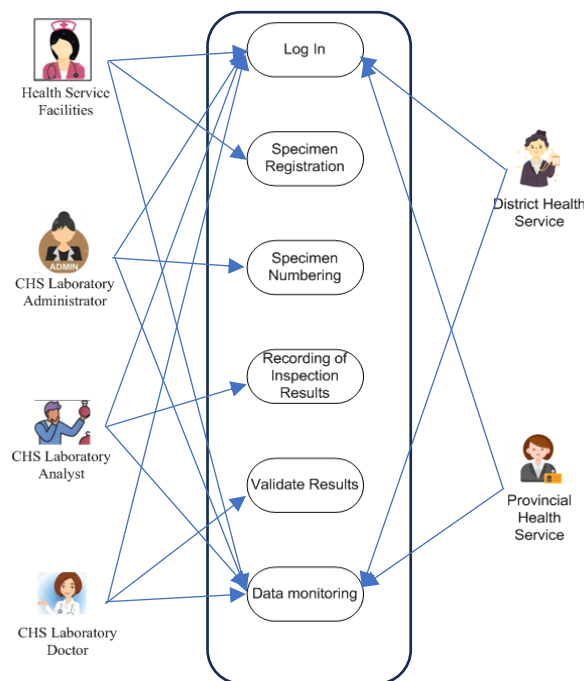 Health Service
Facilities
ADMIN
CHS Laboratory
Administrator
CHS Laboratory
Analyst
CHS Laboratory
Doctor
Log In
Specimen
Registration
Specimen
Numbering
Recording of
Inspection
Results
Validate Results
Data monitoring
District Health
Service
Provincial
Health
Service